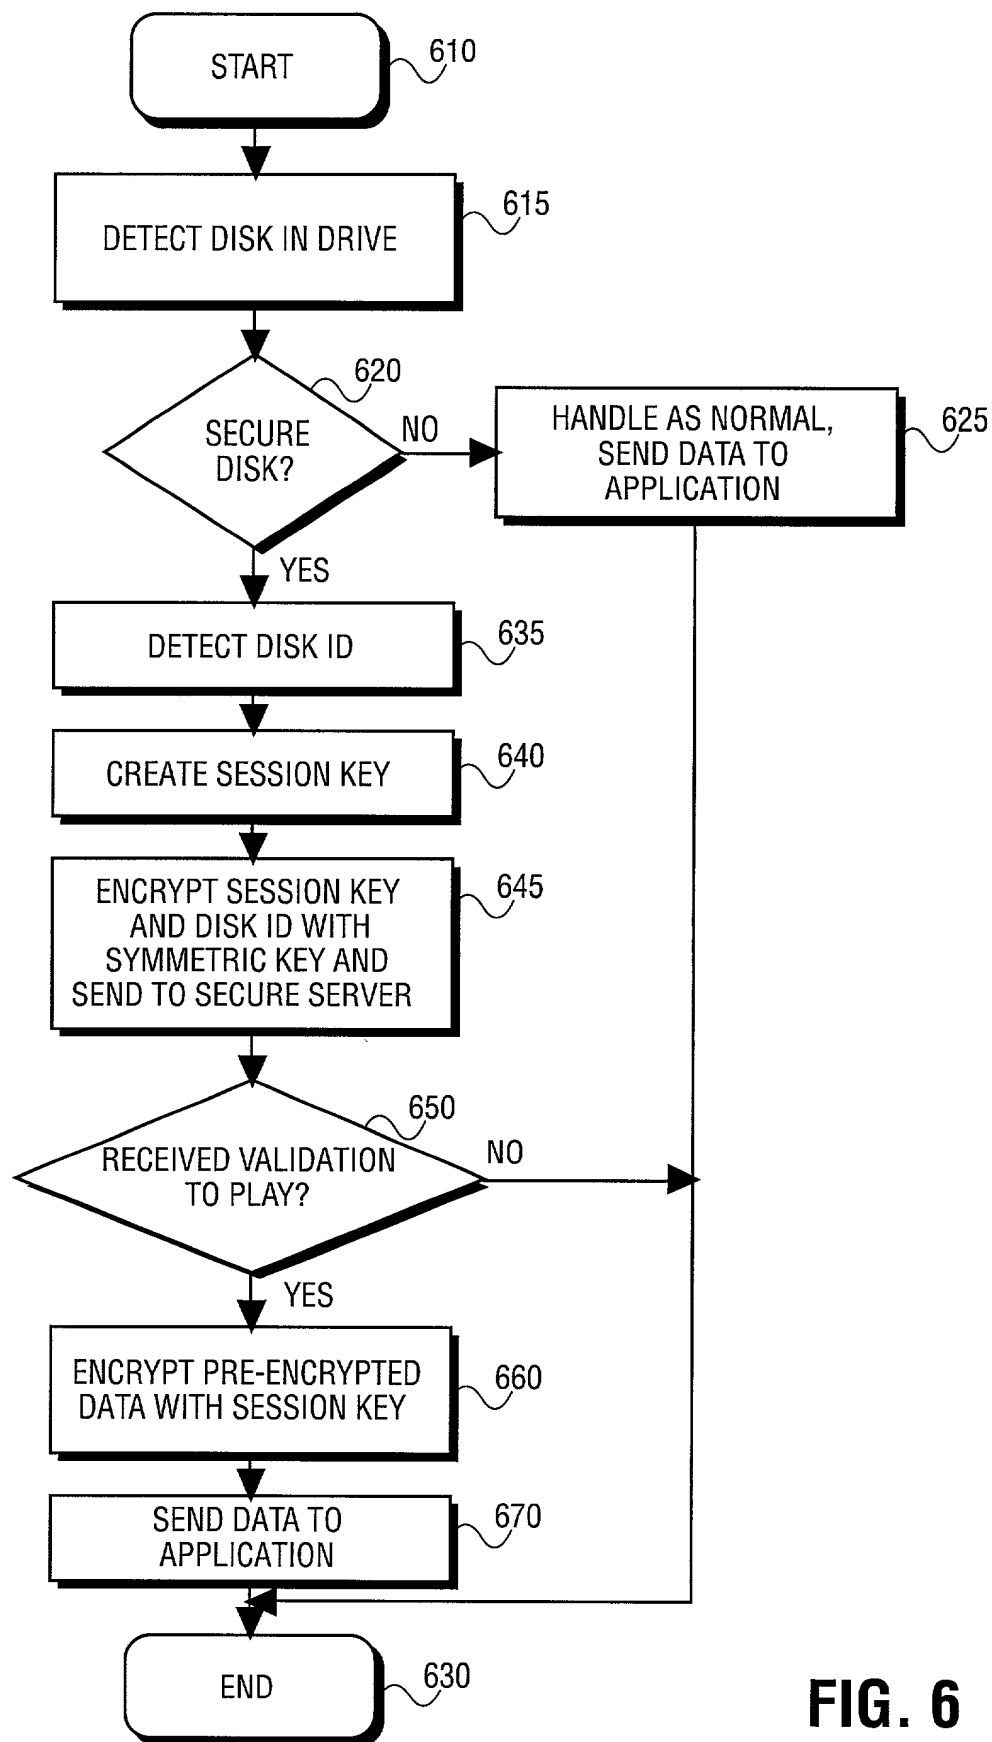 START
610
DETECT DISK IN DRIVE
615
620
SECURE
DISK?
NO
HANDLE AS NORMAL,
SEND DATA TO
APPLICATION
625
YES
DETECT DISK ID
635
CREATE SESSION KEY
640
ENCRYPT SESSION KEY
AND DISK ID WITH
SYMMETRIC KEY AND
SEND TO SECURE SERVER
645
650
RECEIVED VALIDATION
TO PLAY?
NO
YES
ENCRYPT PRE-ENCRYPTED
DATA WITH SESSION KEY
660
SEND DATA TO
APPLICATION
670
END
630
FIG. 6